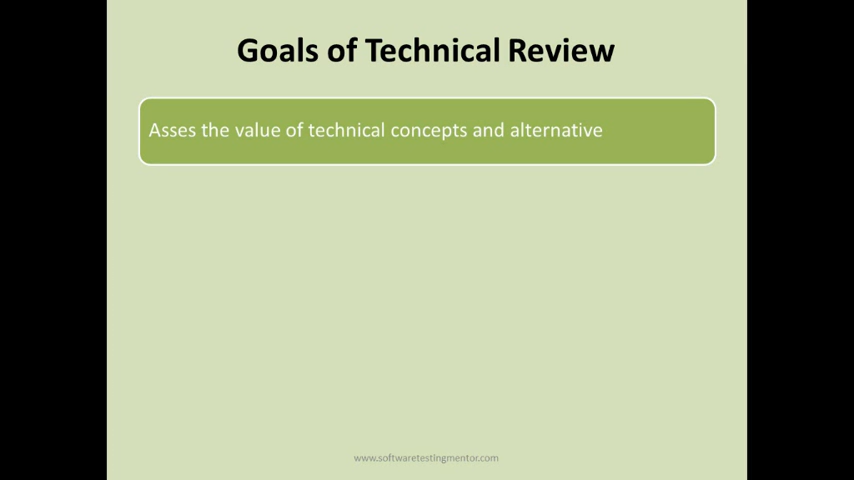 Goals of Technical Review
Asses the value of technical concepts and alternative
www.softwaretestingmentor.com